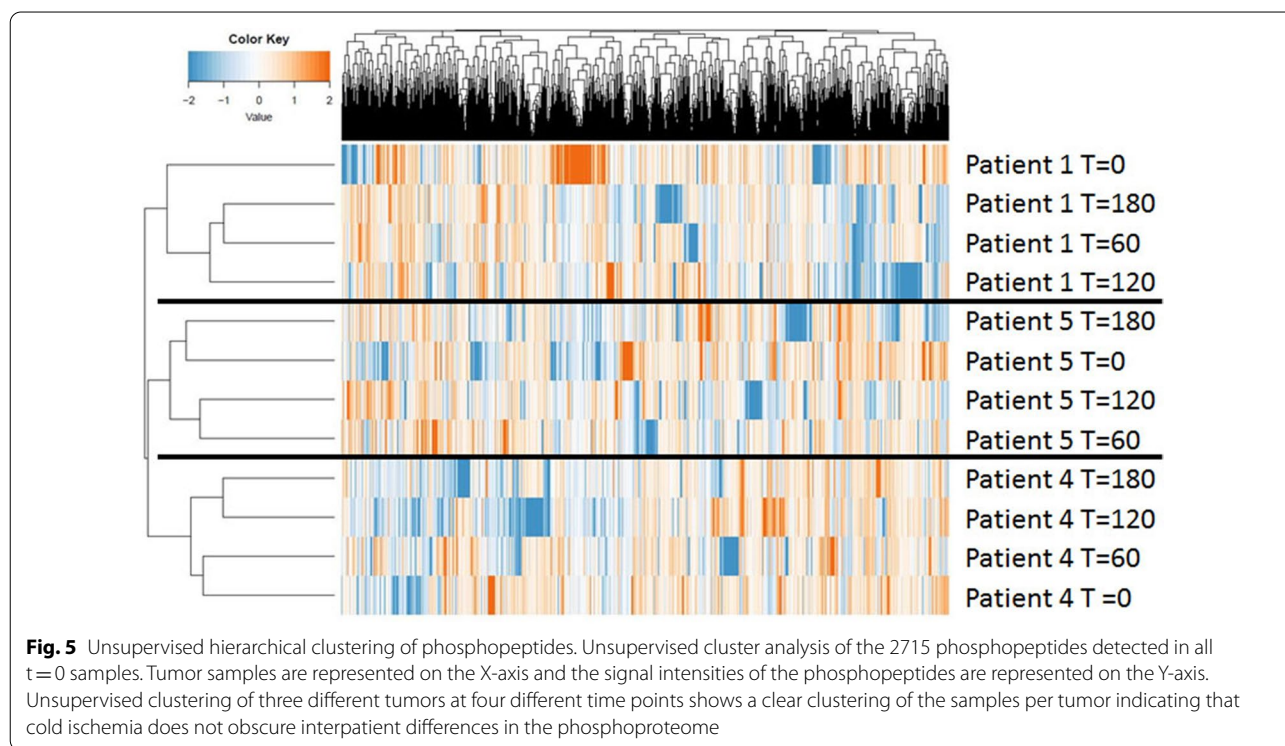 Color Key
−2 −1 0 1 2
Value
Patient 1 T=0
Patient 1 T=180
Patient 1 T=60
Patient 1 T=120
Patient 5 T=180
Patient 5 T=0
Patient 5 T=120
Patient 5 T=60
Patient 4 T=180
Patient 4 T=120
Patient 4 T=60
Patient 4 T =0
Fig. 5 Unsupervised hierarchical clustering of phosphopeptides. Unsupervised cluster analysis of the 2715 phosphopeptides detected in all
t = 0 samples. Tumor samples are represented on the X-axis and the signal intensities of the phosphopeptides are represented on the Y-axis.
Unsupervised clustering of three different tumors at four different time points shows a clear clustering of the samples per tumor indicating that
cold ischemia does not obscure interpatient differences in the phosphoproteome